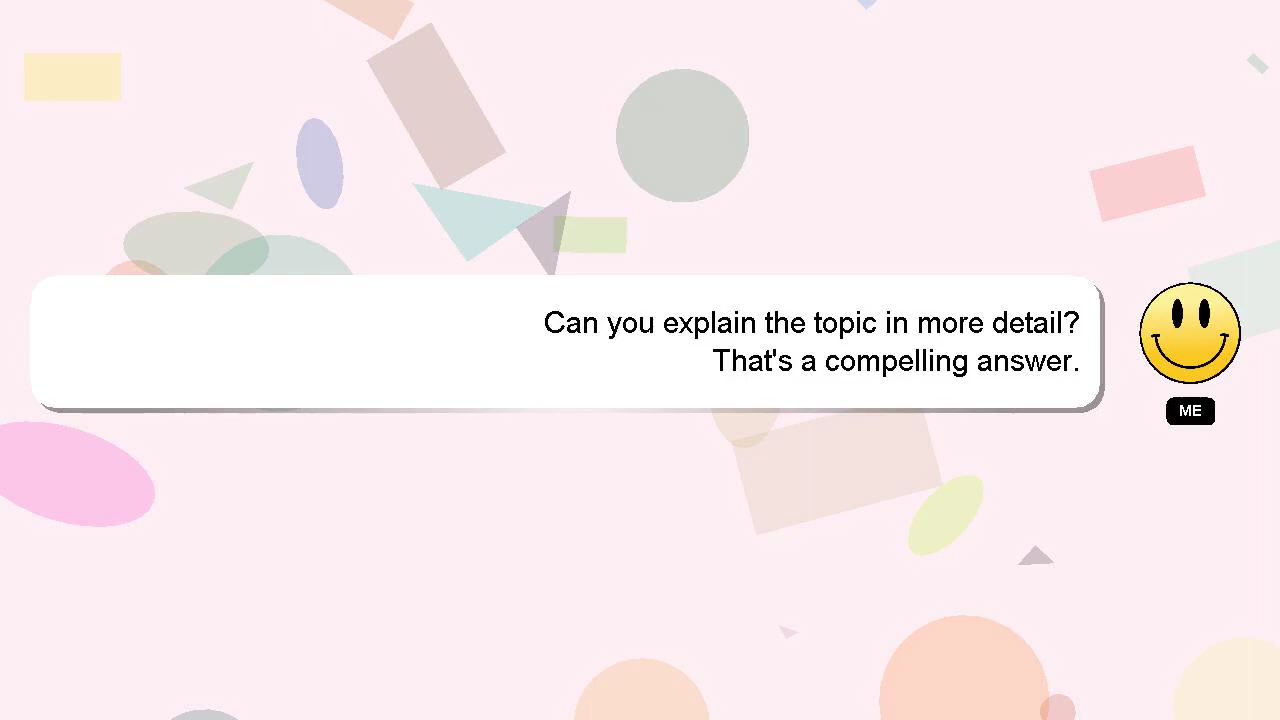 Can you explain the topic in more detail?
That's a compelling answer.
ME